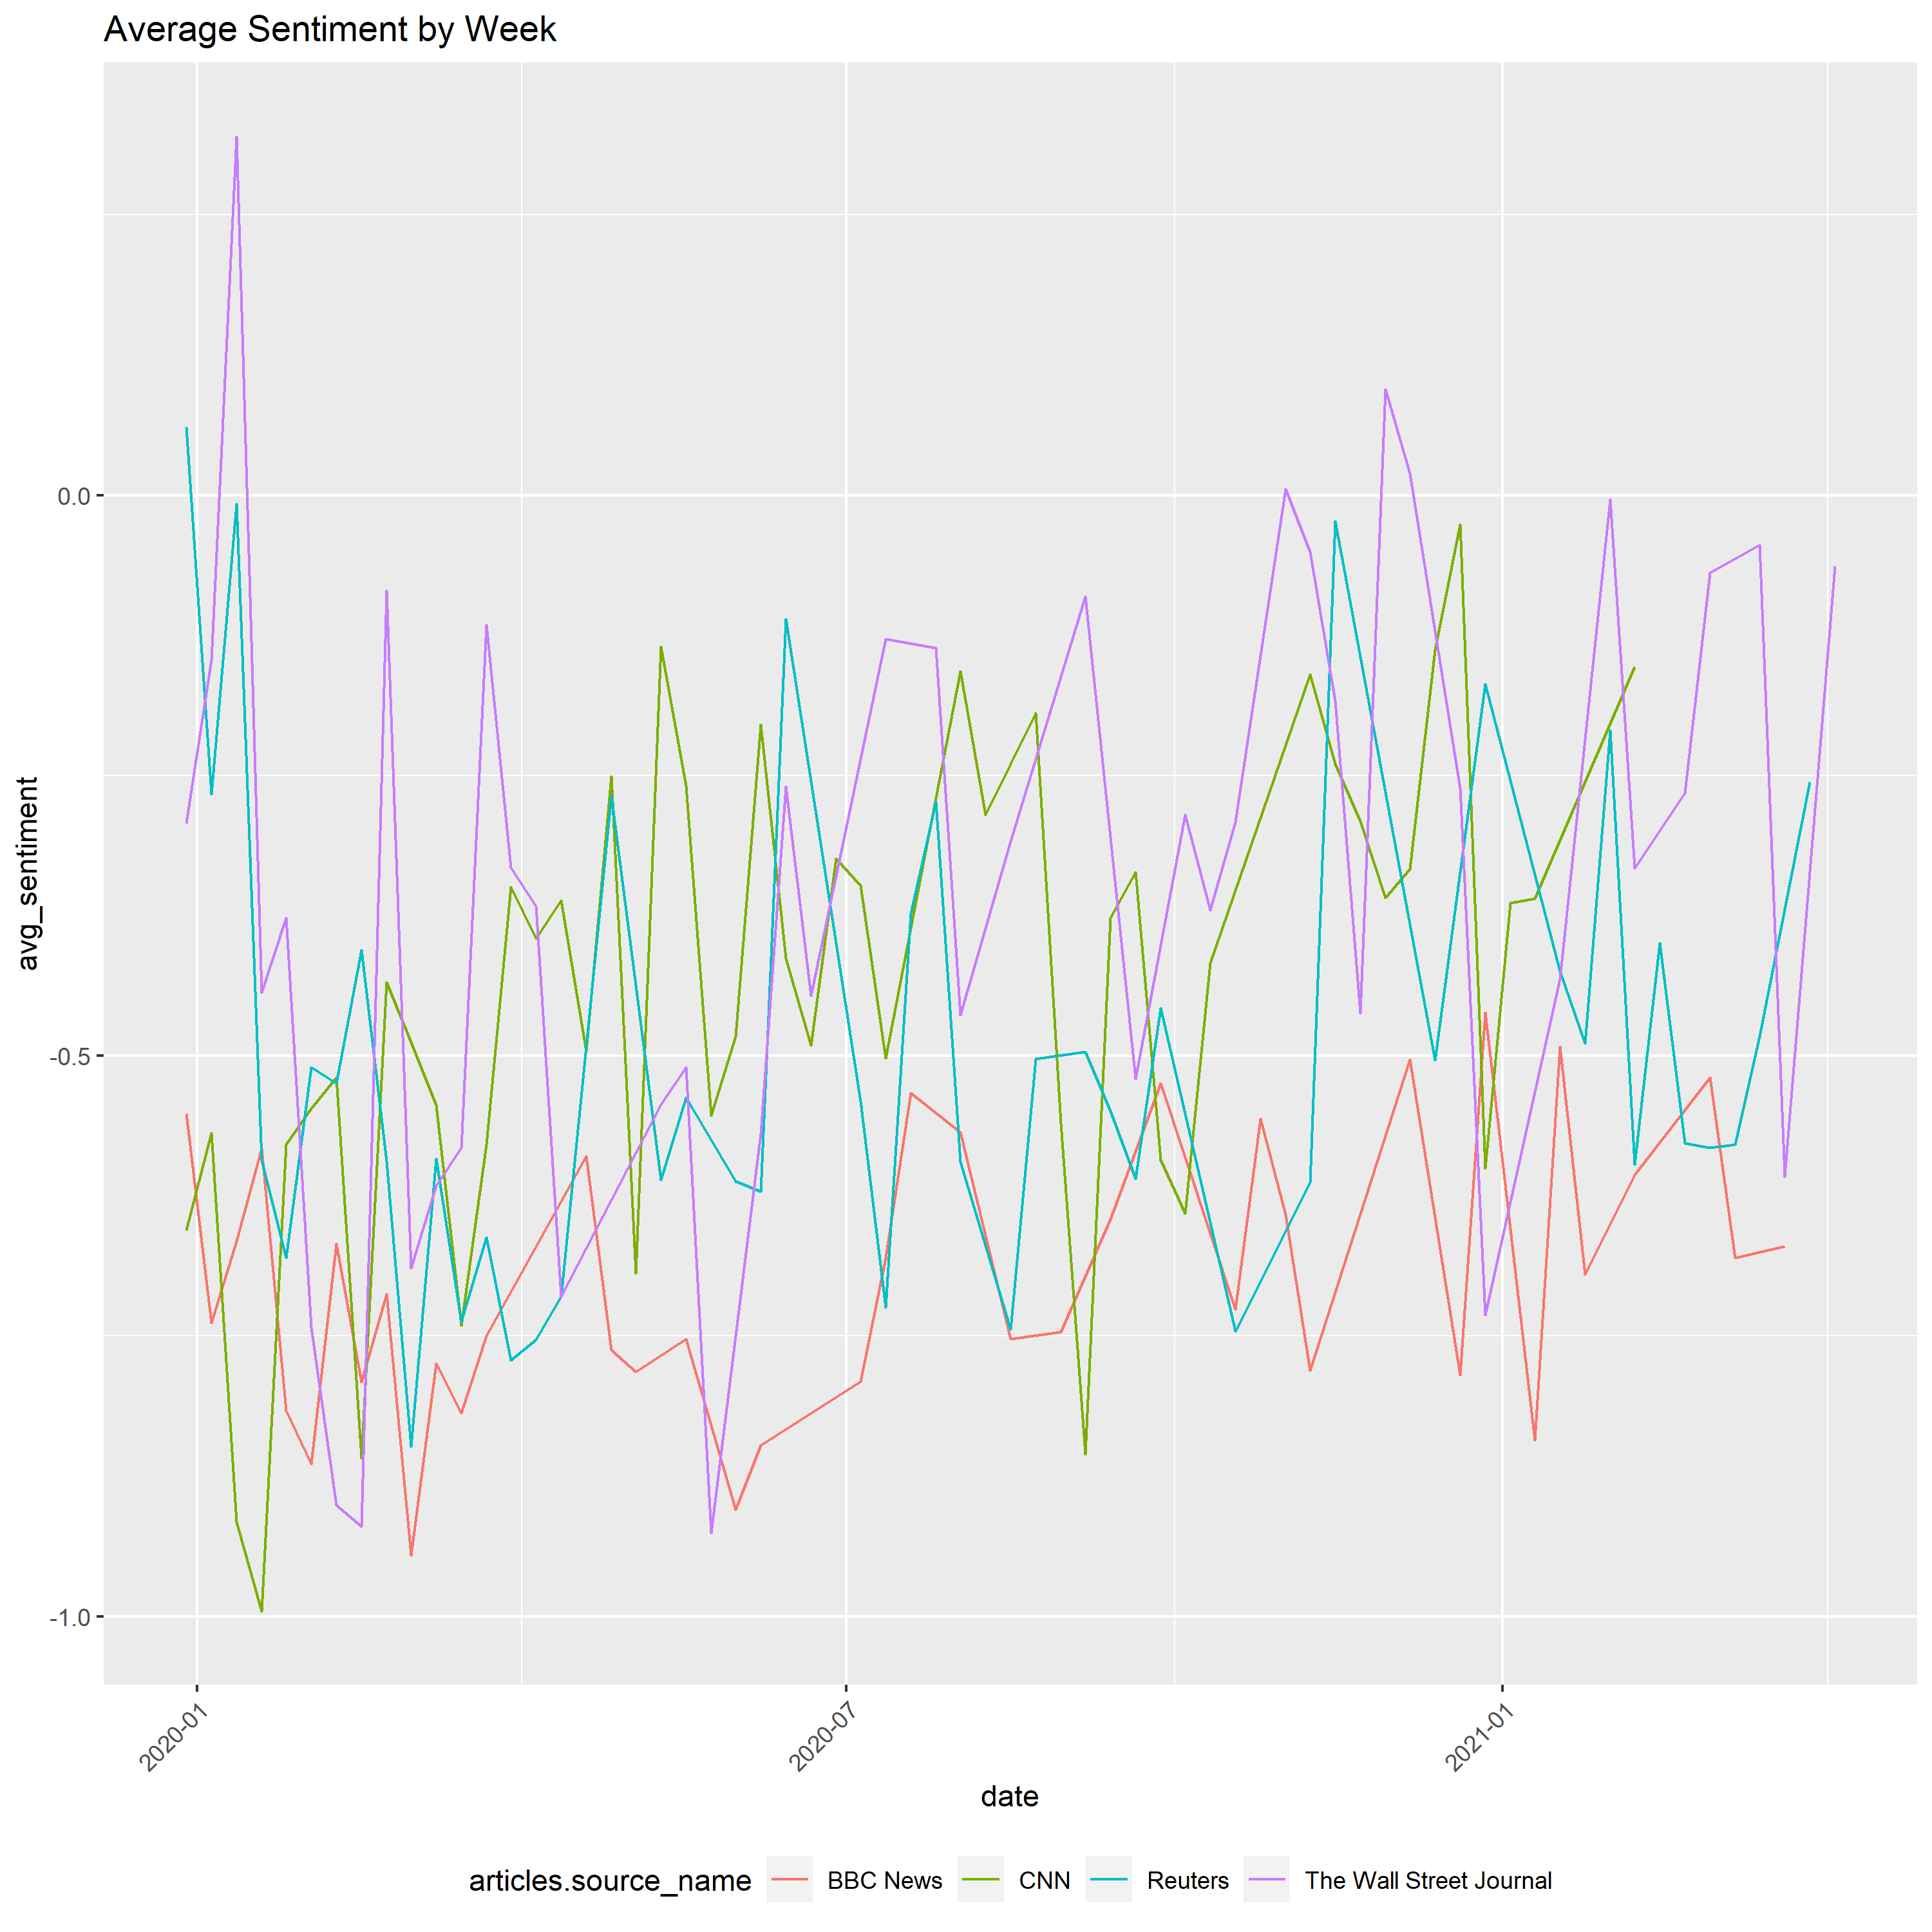 Average Sentiment by Week
avg_sentiment
0.0
-0.5
-1.0
2020-01
2020-07
2021-01
date
articles.source_name BBC News CNN Reuters The Wall Street Journal